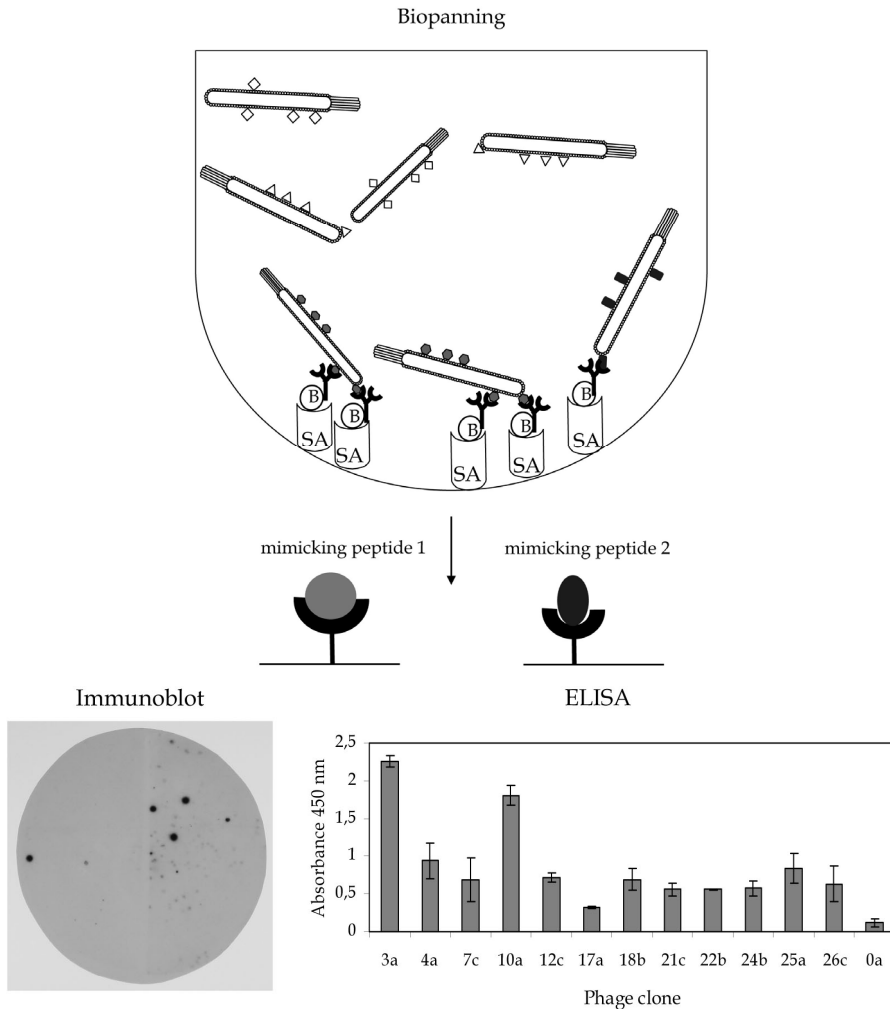 Biopanning
B
B
B
B
B
SA
SA
SA
SA
SA
mimicking peptide 1
mimicking peptide 2
Immunoblot
ELISA
Absorbance 450 nm
2,5
2
1,5
1
0,5
0
3a 4a 7c 10a 12c 17a 18b 21c 22b 24b 25a 26c 0a
Phage clone